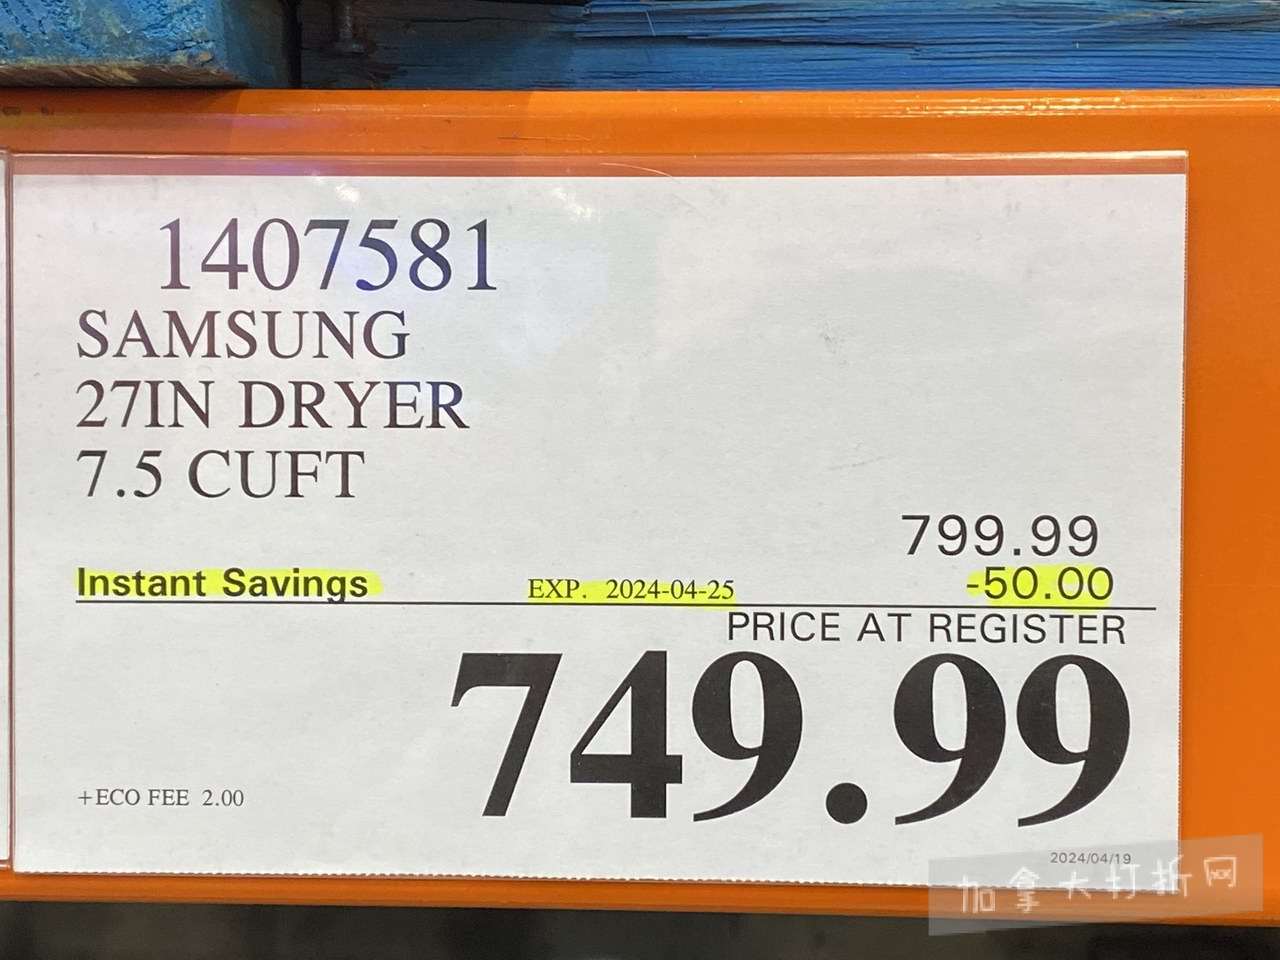 1407581
SAMSUNG
27IN DRYER
7.5 CUFT
799.99
Instant Savings EXP. 2024-04-25 -50.00
PRICE AT REGISTER
749.99
+ECO FEE 2.00
2024/04/19
加拿大打折网